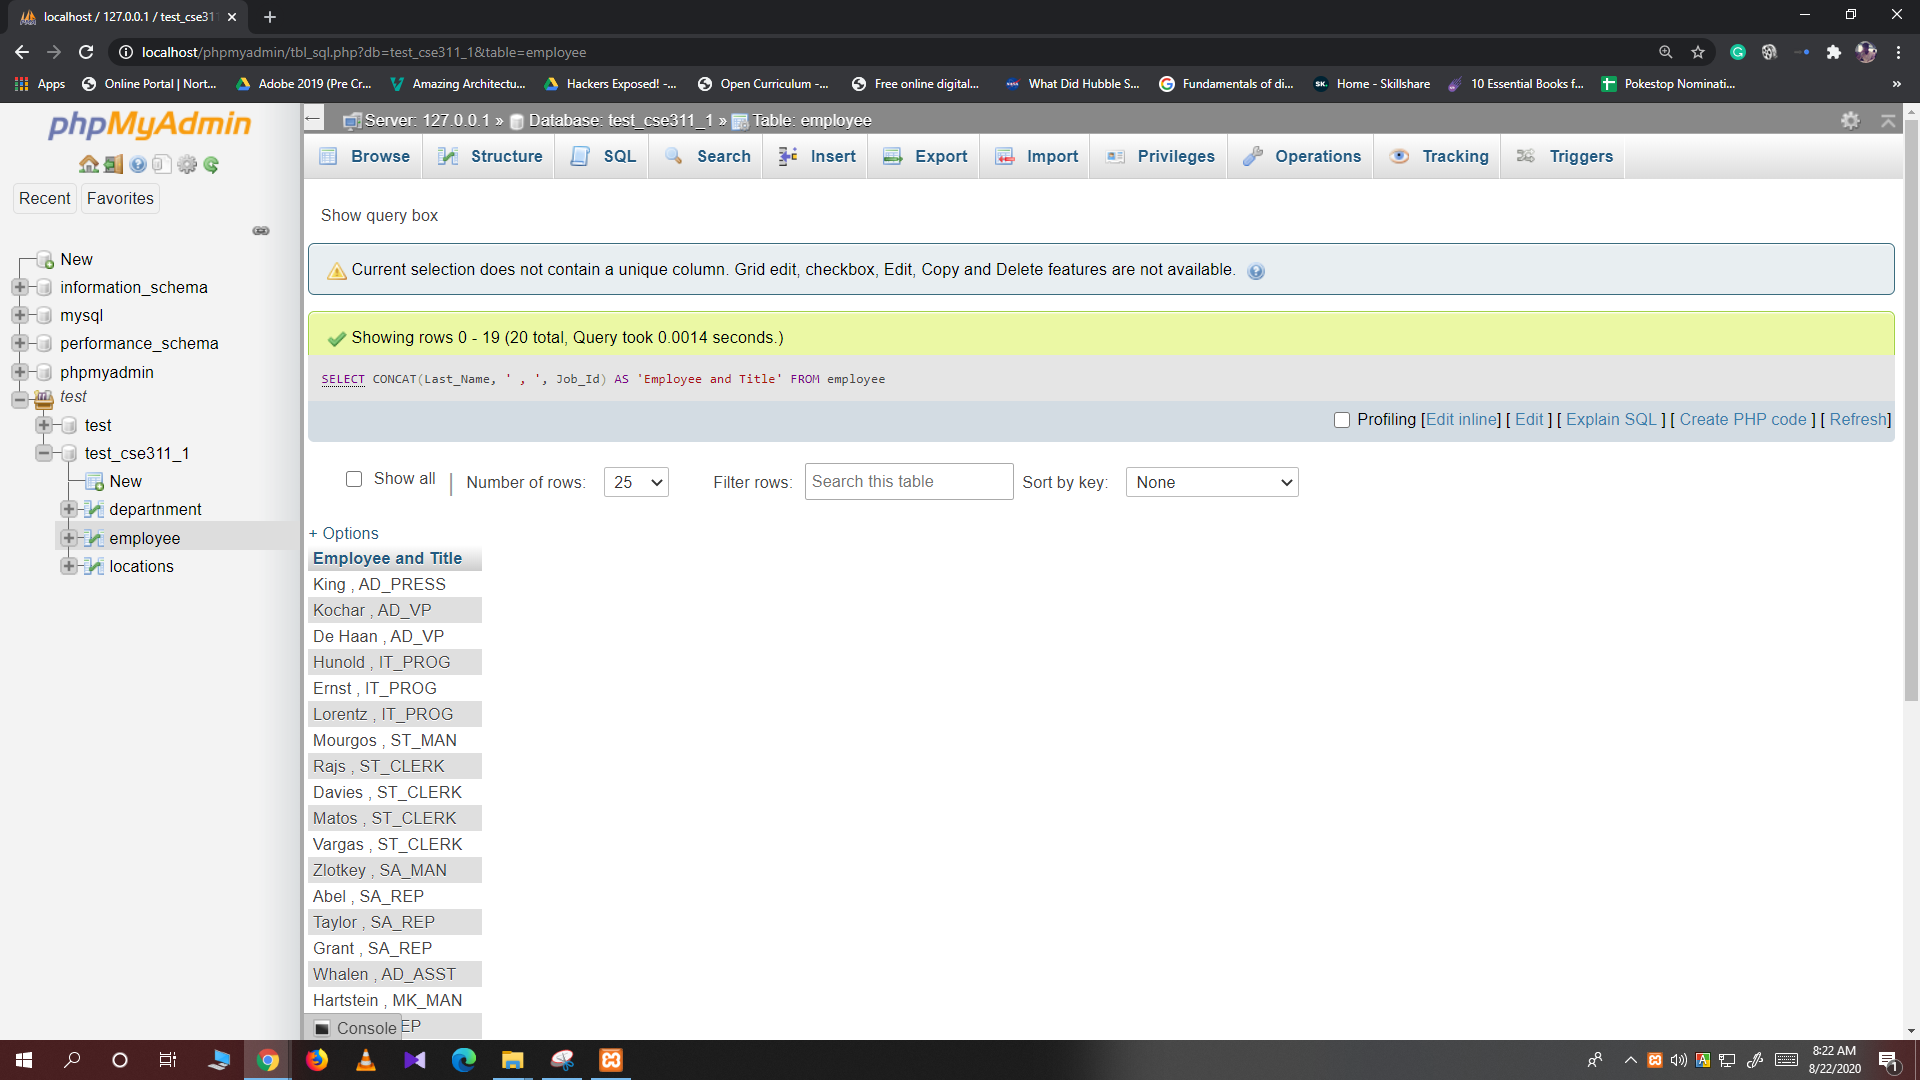 localhost / 127.0.0.1 / test_cse311
localhost/phpmyadmin/tbl_sql.php?db=test_cse311_1&table=employee
Apps Online Portal | Nort... Adobe 2019 (Pre Cr... Amazing Architectu... Hackers Exposed! -... Open Curriculum -... Free online digital... What Did Hubble S... Fundamentals of di... Home - Skillshare 10 Essential Books f... Pokestop Nominati... »
phpMyAdmin
Recent Favorites
New
information_schema
mysql
performance_schema
phpmyadmin
test
test
test_cse311_1
New
departnment
employee
locations
Server: 127.0.0.1 » Database: test_cse311_1 » Table: employee
Browse Structure SQL Search Insert Export Import Privileges Operations Tracking Triggers
Show query box
Current selection does not contain a unique column. Grid edit, checkbox, Edit, Copy and Delete features are not available.
Showing rows 0 - 19 (20 total, Query took 0.0014 seconds.)
SELECT CONCAT(Last_Name, ' , ', Job_Id) AS 'Employee and Title' FROM employee
Profiling [Edit inline] [ Edit ] [ Explain SQL ] [ Create PHP code ] [ Refresh]
Show all | Number of rows: 25 Filter rows: Search this table Sort by key: None
+ Options
Employee and Title
King , AD_PRESS
Kochar , AD_VP
De Haan , AD_VP
Hunold , IT_PROG
Ernst , IT_PROG
Lorentz , IT_PROG
Mourgos , ST_MAN
Rajs , ST_CLERK
Davies , ST_CLERK
Matos , ST_CLERK
Vargas , ST_CLERK
Zlotkey , SA_MAN
Abel , SA_REP
Taylor , SA_REP
Grant , SA_REP
Whalen , AD_ASST
Hartstein , MK_MAN
Console EP
8:22 AM
8/22/2020
1